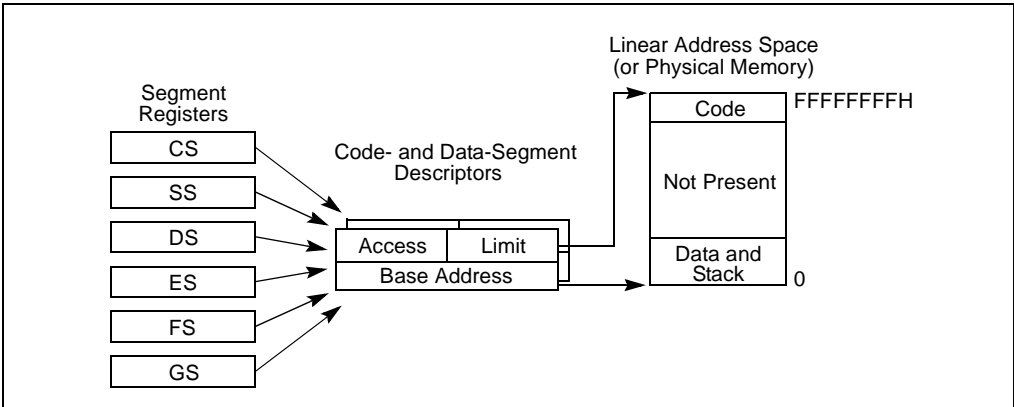 Segment
Registers
CS
SS
DS
ES
FS
GS
Code- and Data-Segment
Descriptors
Access
Limit
Base Address
Linear Address Space
(or Physical Memory)
Code
FFFFFFFFH
Not Present
Data and
Stack
0